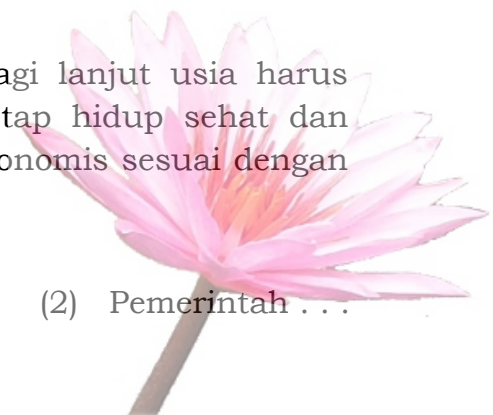 agi lanjut usia harus
tap hidup sehat dan
onomis sesuai dengan
(2) Pemerintah . . .